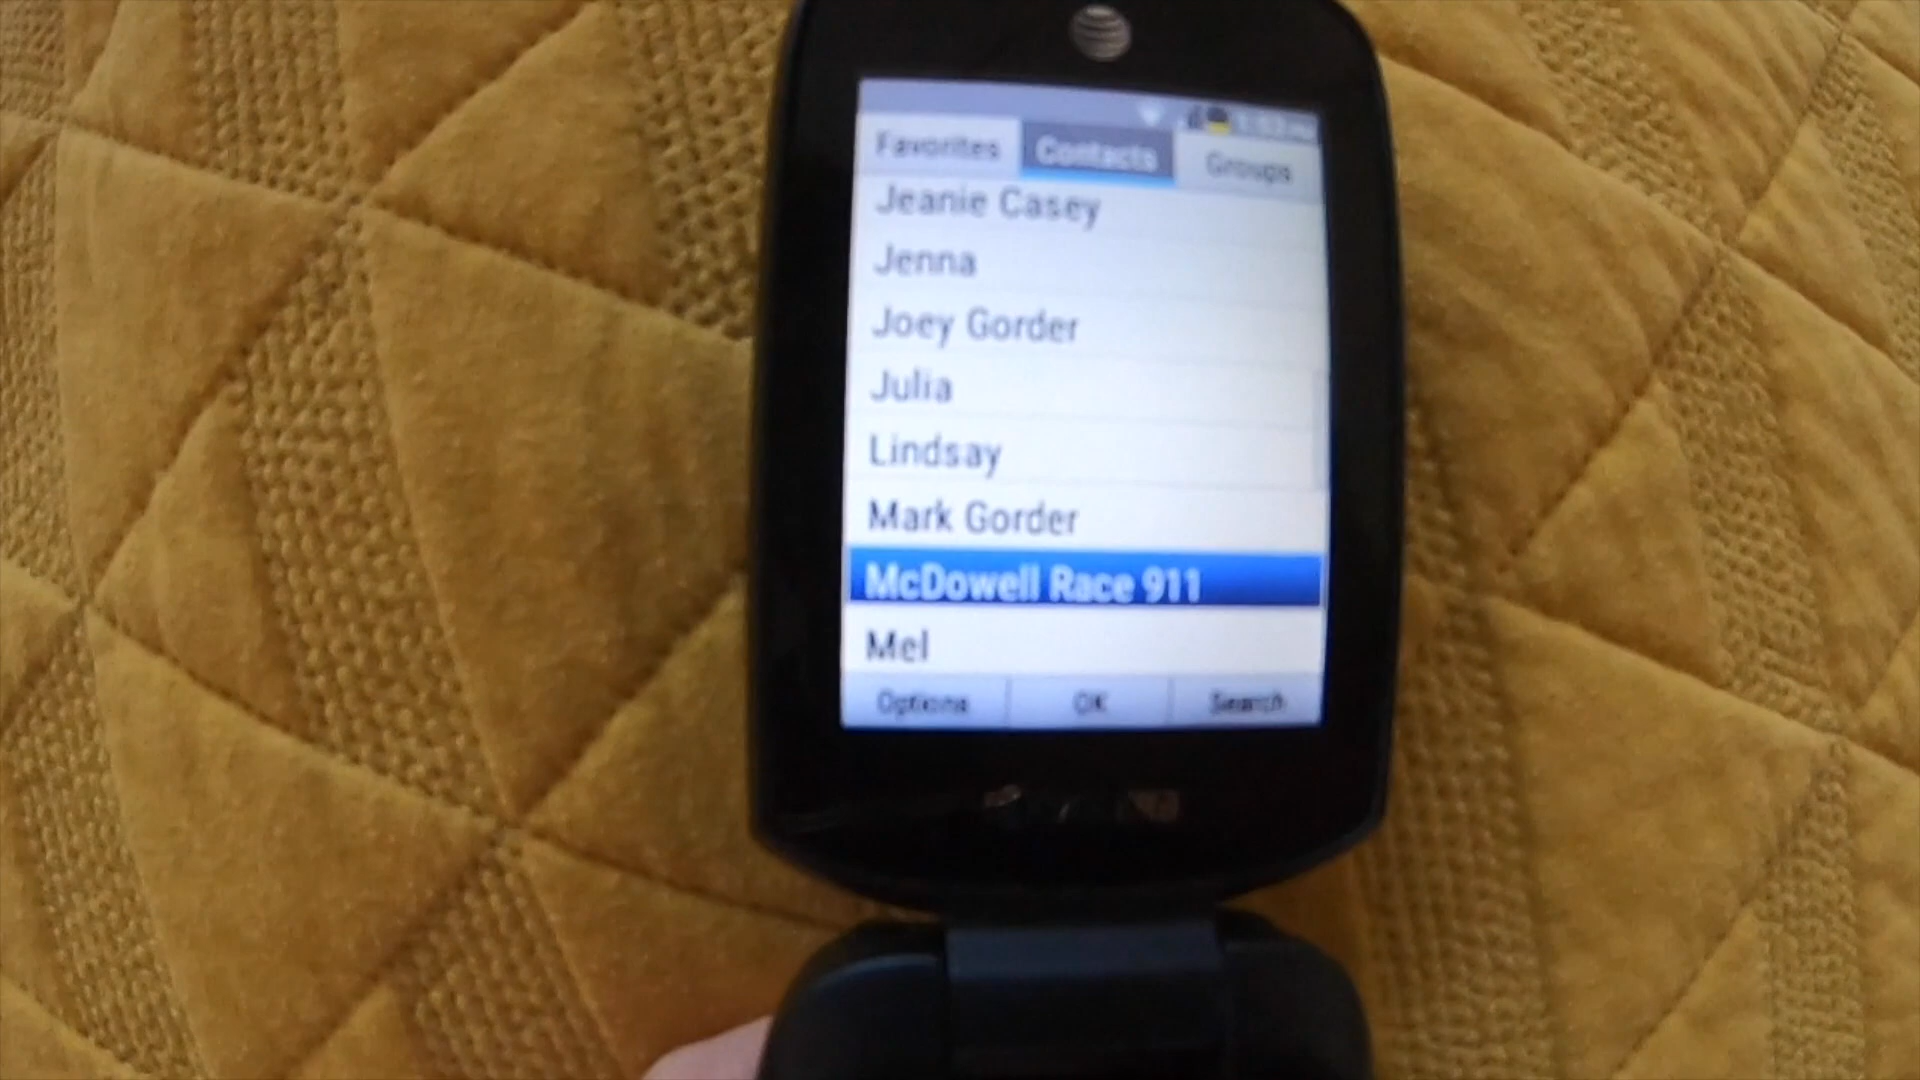 Favorites Contacts Groups
Jeanie Casey
Jenna
Joey Gorder
Julia
Lindsay
Mark Gorder
McDowell Race 911
Mel
Options OK Search